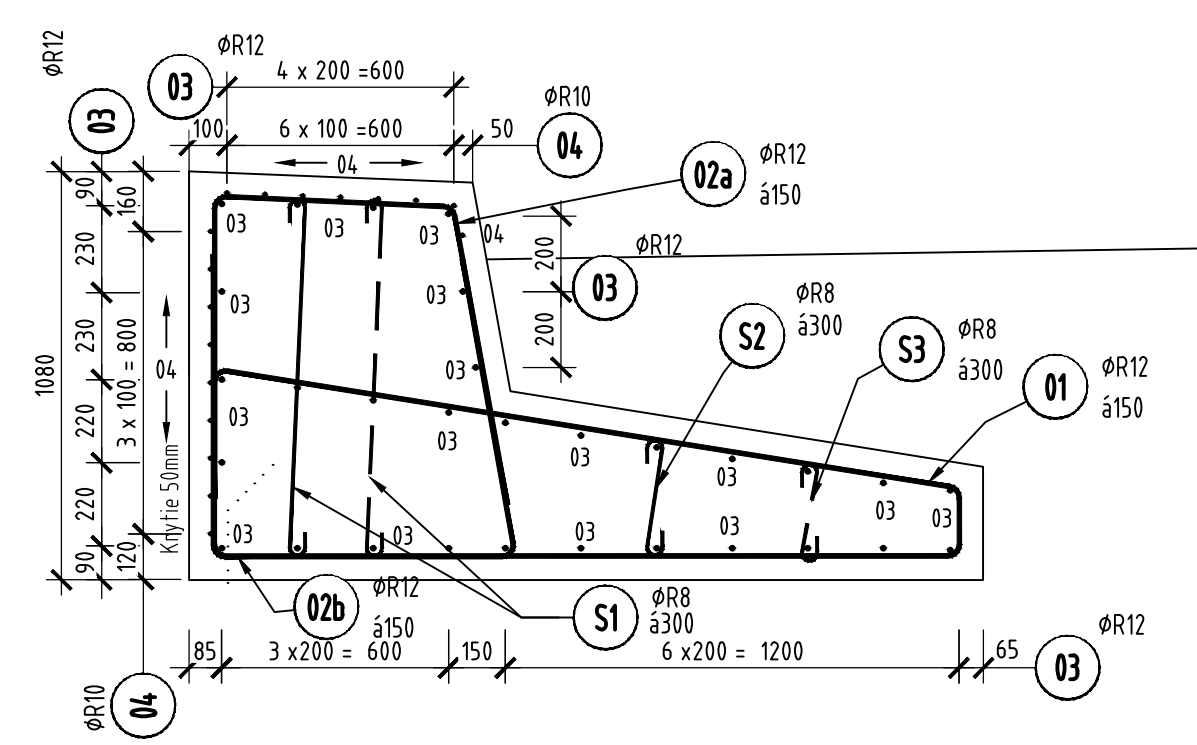 ØR12
03
ØR12
03
4 x 200 =600
100
6 x 100 =600
50
ØR10
04
04
02a
ØR12
á150
90
160
230
230
220
220
90
1080
3 x 100 = 800
120
04
Krytie 50mm
03
03
03
04
200
200
03
ØR12
03
03
03
S2
ØR8
á300
S3
ØR8
á300
01
ØR12
á150
03
03
03
03
03
03
03
03
03
03
03
02b
ØR12
á150
S1
ØR8
á300
85
3 x200 = 600
150
6 x200 = 1200
65
03
ØR12
ØR10
04